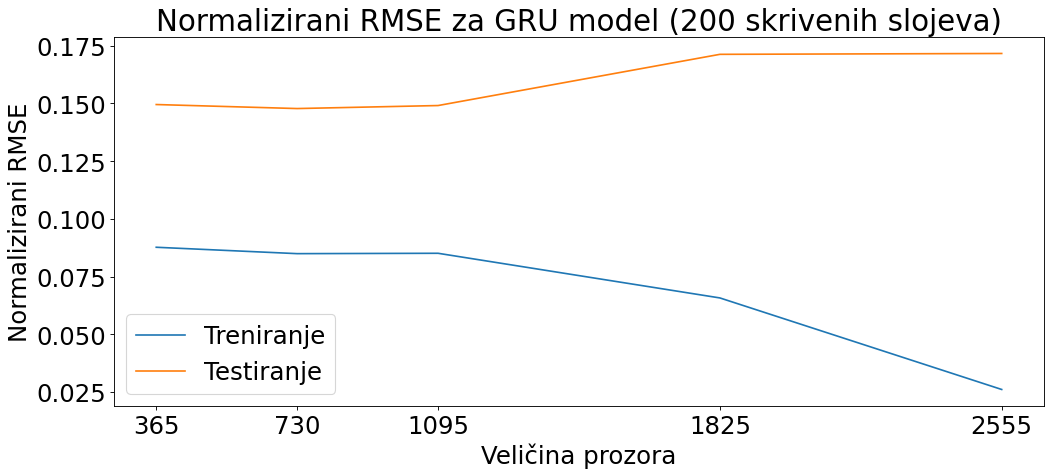 Normalizirani RMSE za GRU model (200 skrivenih slojeva)
Normalizirani RMSE
0.175
0.150
0.125
0.100
0.075
0.050
0.025
Treniranje
Testiranje
365 730 1095 1825 2555
Veličina prozora